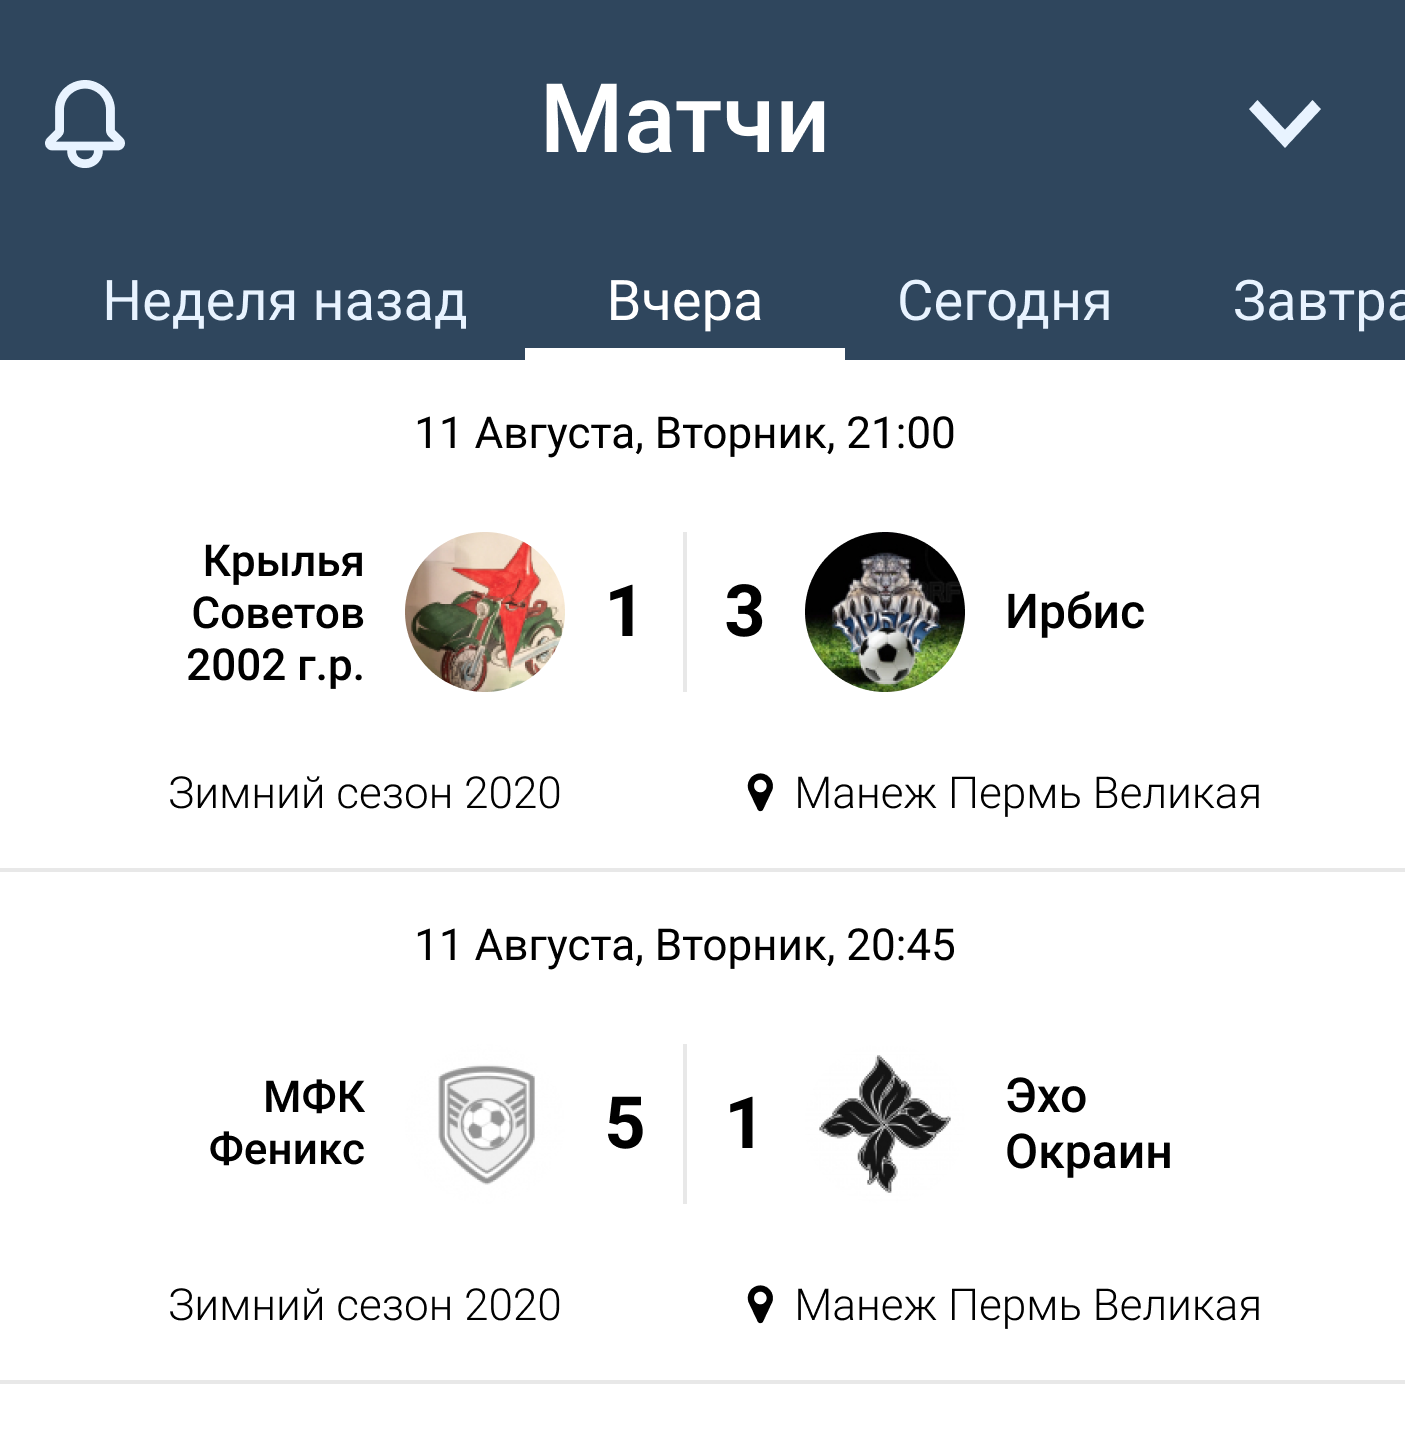 Матчи
Неделя назад Вчера Сегодня Завтра
11 Августа, Вторник, 21:00
Крылья
Советов
2002 г.р.
1 3
ИРБИС
Ирбис
Зимний сезон 2020 Манеж Пермь Великая
11 Августа, Вторник, 20:45
МФК
Феникс
5 1
Эхо
Окраин
Зимний сезон 2020 Манеж Пермь Великая